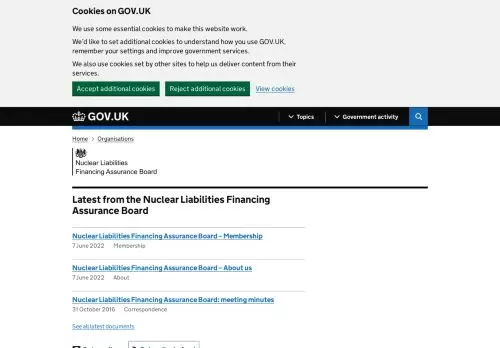 Cookies on GOV.UK
We use some essential cookies to make this website work.
We'd like to set additional cookies to understand how you use GOV.UK,
remember your settings and improve government services.
We also use cookies set by other sites to help us deliver content from their
services.
Accept additional cookies Reject additional cookies View cookies
GOV.UK Topics Government activity
Home Organisations
Nuclear Liabilities
Financing Assurance Board
Latest from the Nuclear Liabilities Financing
Assurance Board
Nuclear Liabilities Financing Assurance Board – Membership
7 June 2022 Membership
Nuclear Liabilities Financing Assurance Board – About us
7 June 2022 About
Nuclear Liabilities Financing Assurance Board: meeting minutes
31 October 2016 Correspondence
See all latest documents